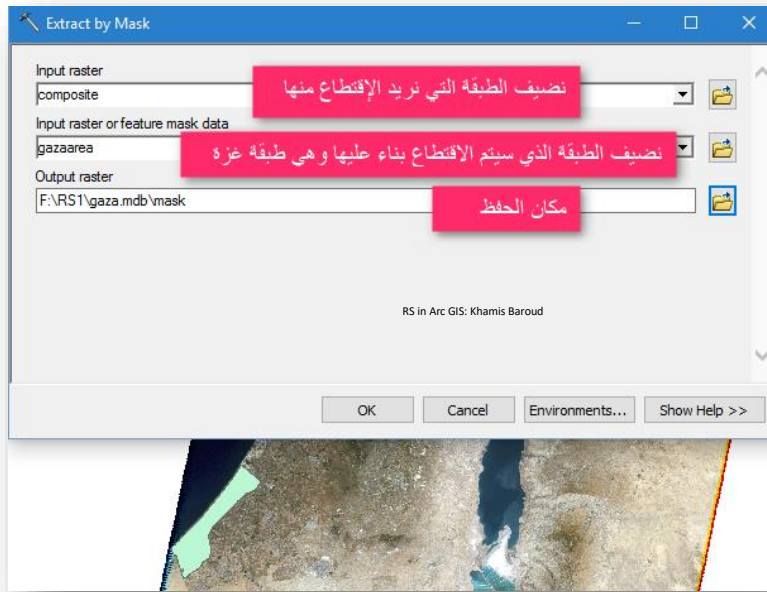 Extract by Mask
Input raster
composite
نضيف الطبقة التي نريد الإقتطاع منها
Input raster or feature mask data
gazaarea
نضيف الطبقة الذي سيتم الاقتطاع بناء عليها وهي طبقة غزة
Output raster
F:\RS1\gaza.mdb\mask
مكان الحفظ
RS in Arc GIS: Khamis Baroud
OK Cancel Environments... Show Help >>